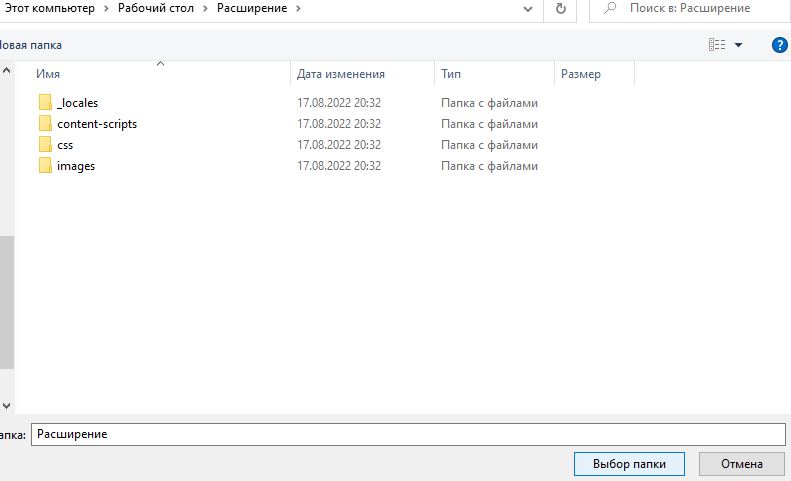 Этот компьютер > Рабочий стол > Расширение > Поиск в: Расширение
Новая папка
Имя Дата изменения Тип Размер
_locales 17.08.2022 20:32 Папка с файлами
content-scripts 17.08.2022 20:32 Папка с файлами
css 17.08.2022 20:32 Папка с файлами
images 17.08.2022 20:32 Папка с файлами
апка: Расширение
Выбор папки Отмена